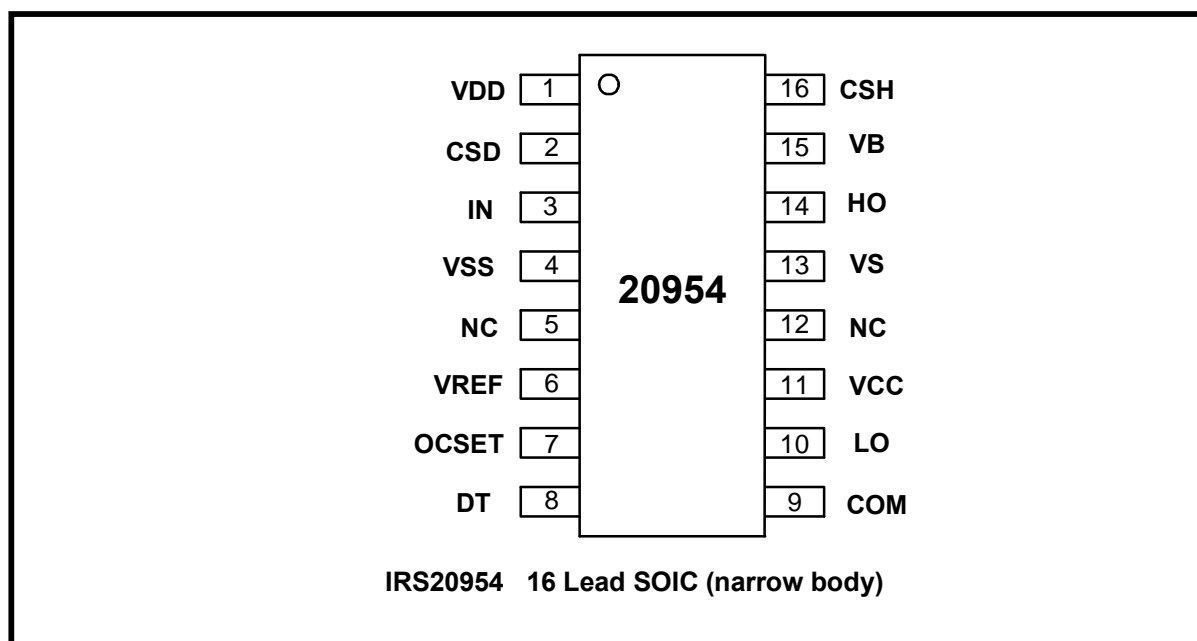 VDD 1 16 CSH
CSD 2 15 VB
IN 3 14 HO
VSS 4 13 VS
20954
NC 5 12 NC
VREF 6 11 VCC
OCSET 7 10 LO
DT 8 9 COM
IRS20954 16 Lead SOIC (narrow body)